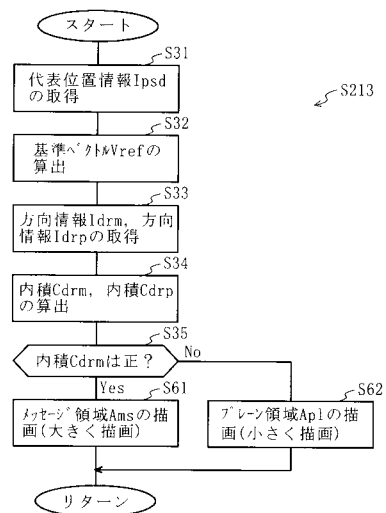 スタート
S31
代表位置情報Ipsd
の取得
S213
S32
基準ベクトルVrefの
算出
S33
方向情報Idrm, 方向
情報Idrpの取得
S34
内積Cdrm, 内積Cdrp
の算出
S35
内積Cdrmは正?
No
Yes
S61
メッセージ領域Amsの描
画(大きく描画)
S62
プレーン領域Aplの描
画(小さく描画)
リターン